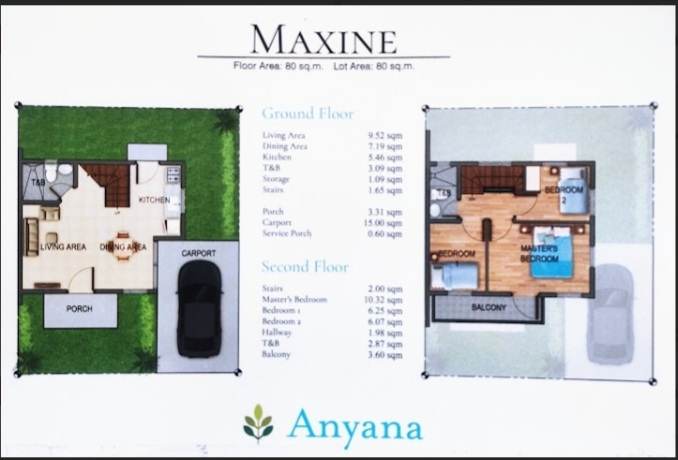 MAXINE
Floor Area: 80 sq.m. Lot Area: 80 sq.m.
Ground Floor
Living Area 9.52 sqm
Dining Area 7.19 sqm
Kitchen 5.46 sqm
T&B 3.09 sqm
Storage 1.09 sqm
Stairs 1.65 sqm
Porch 3.31 sqm
Carport 15.00 sqm
Service Porch 0.60 sqm
Second Floor
Stairs 2.00 sqm
Master's Bedroom 10.32 sqm
Bedroom 1 6.25 sqm
Bedroom 2 6.07 sqm
Hallway 1.98 sqm
T&B 2.87 sqm
Balcony 3.60 sqm
T&B
KITCHEN
LIVING AREA
DINING AREA
CARPORT
PORCH
T&B
BEDROOM
2
BEDROOM
MASTER'S
BEDROOM
BALCONY
Anyana